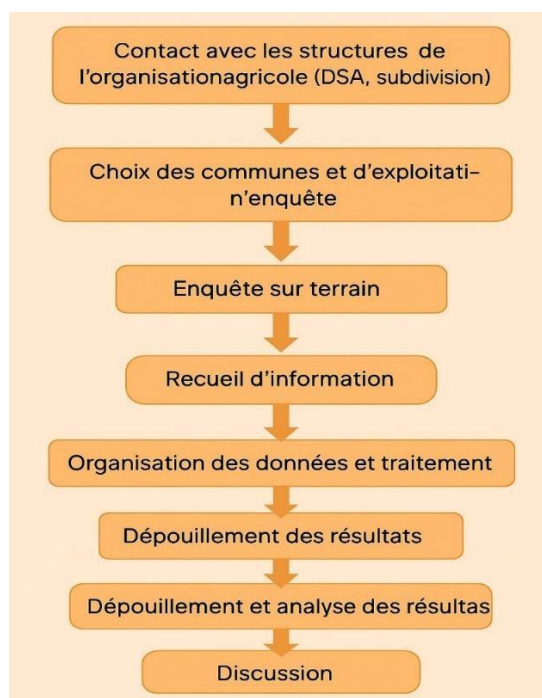 Contact avec les structures de
l'organisationagricole (DSA, subdivision)
Choix des communes et d'exploitati-
n'enquête
Enquête sur terrain
Recueil d'information
Organisation des données et traitement
Dépouillement des résultats
Dépouillement et analyse des résultas
Discussion